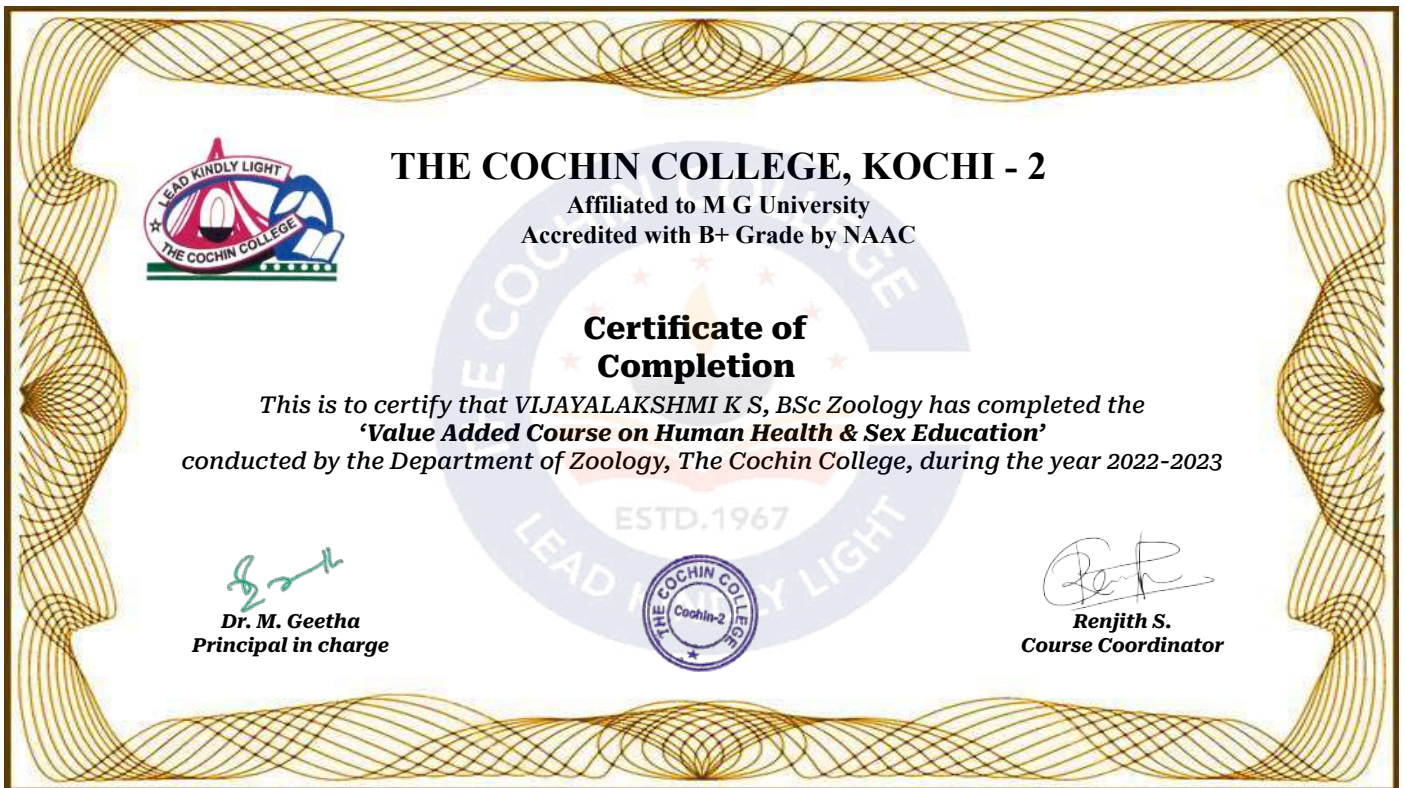 LEAD KINDLY LIGHT
THE COCHIN COLLEGE
THE COCHIN COLLEGE, KOCHI - 2
Affiliated to M G University
Accredited with B+ Grade by NAAC
THE COCHIN COLLEGE
Certificate of
Completion
This is to certify that VIJAYALAKSHMI K S, BSc Zoology has completed the
‘Value Added Course on Human Health & Sex Education’
conducted by the Department of Zoology, The Cochin College, during the year 2022-2023
ESTD.1967
LEAD KINDLY LIGHT
THE COCHIN COLLEGE
Cochin-2
Dr. M. Geetha
Principal in charge
Renjith S.
Course Coordinator